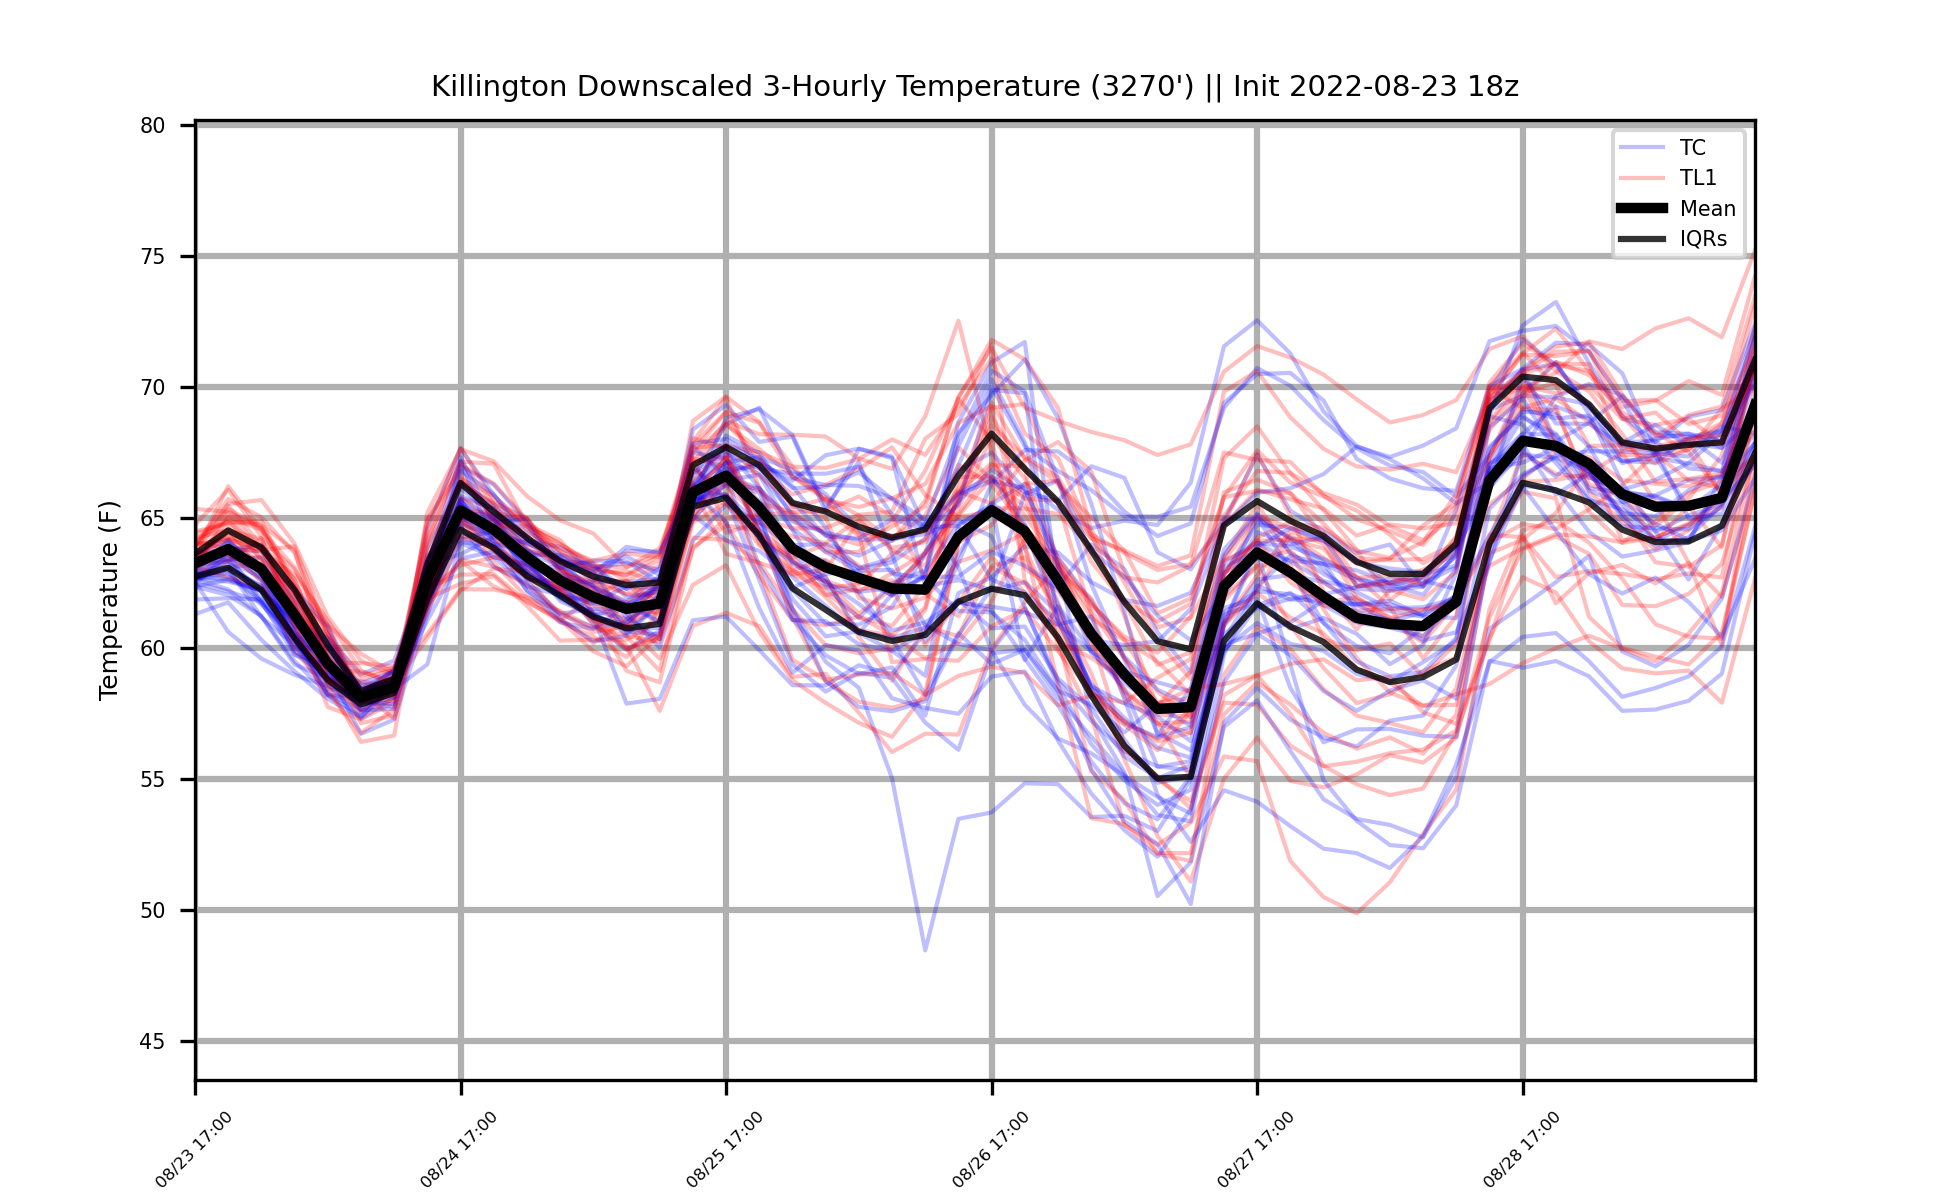 Killington Downscaled 3-Hourly Temperature (3270') || Init 2022-08-23 18z
80
75
70
65
60
55
50
45
Temperature (F)
TC
TL1
Mean
IQRs
08/23 17:00
08/24 17:00
08/25 17:00
08/26 17:00
08/27 17:00
08/28 17:00